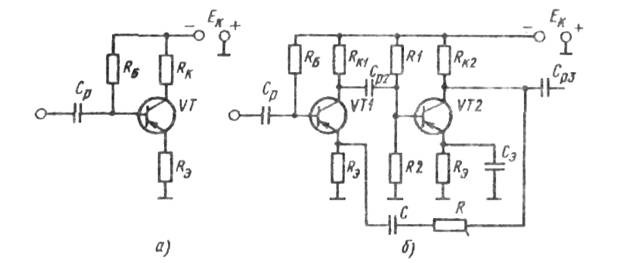 − Eк +
Rб
Rк
Cр
VT
Rэ
а)
− Eк +
Rб
Rк1
R1
Rк2
Cр2
Cр3
Cр
VT1
VT2
Rэ
R2
Rэ
Cэ
C
R
б)